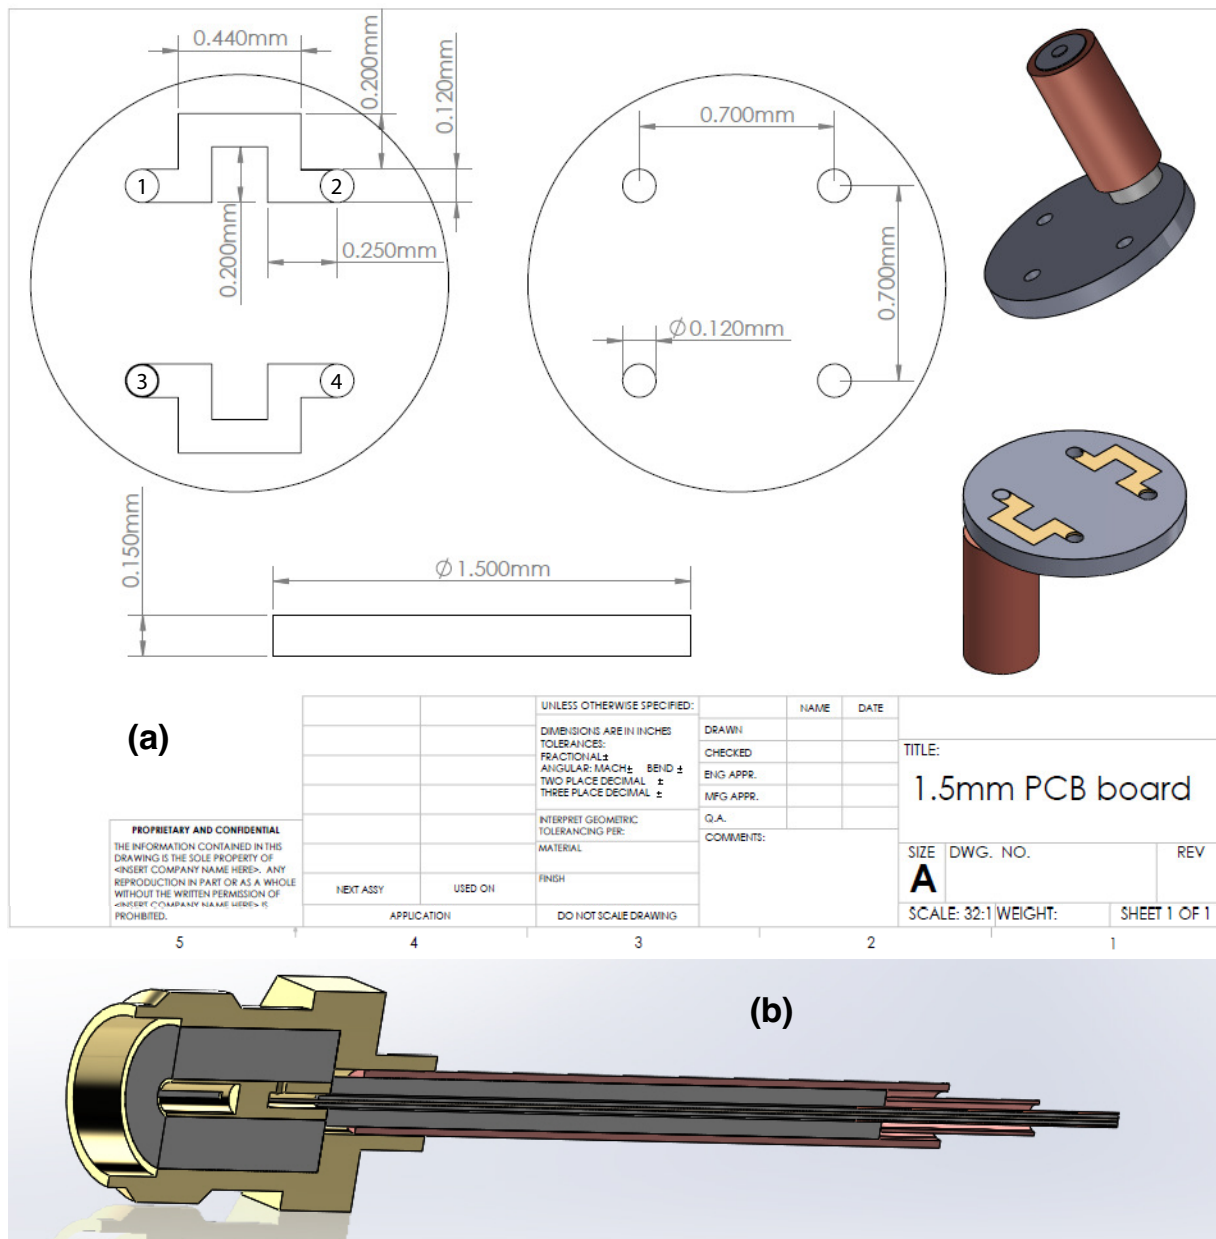 0.440mm
0.200mm
0.120mm
1
2
0.200mm
0.250mm
3
4
0.700mm
0.700mm
Ø0.120mm
0.150mm
Ø1.500mm
(a)
PROPRIETARY AND CONFIDENTIAL
THE INFORMATION CONTAINED IN THIS
DRAWING IS THE SOLE PROPERTY OF
<INSERT COMPANY NAME HERE>. ANY
REPRODUCTION IN PART OR AS A WHOLE
WITHOUT THE WRITTEN PERMISSION OF
<INSERT COMPANY NAME HERE> IS
PROHIBITED.
NEXT ASSY
USED ON
APPLICATION
UNLESS OTHERWISE SPECIFIED:
DIMENSIONS ARE IN INCHES
TOLERANCES:
FRACTIONAL±
ANGULAR: MACH± BEND ±
TWO PLACE DECIMAL ±
THREE PLACE DECIMAL ±
INTERPRET GEOMETRIC
TOLERANCING PER:
MATERIAL
FINISH
DO NOT SCALE DRAWING
NAME
DATE
DRAWN
CHECKED
ENG APPR.
MFG APPR.
Q.A.
COMMENTS:
TITLE:
1.5mm PCB board
SIZE
A
DWG. NO.
REV
SCALE: 32:1
WEIGHT:
SHEET 1 OF 1
5
4
3
2
1
(b)